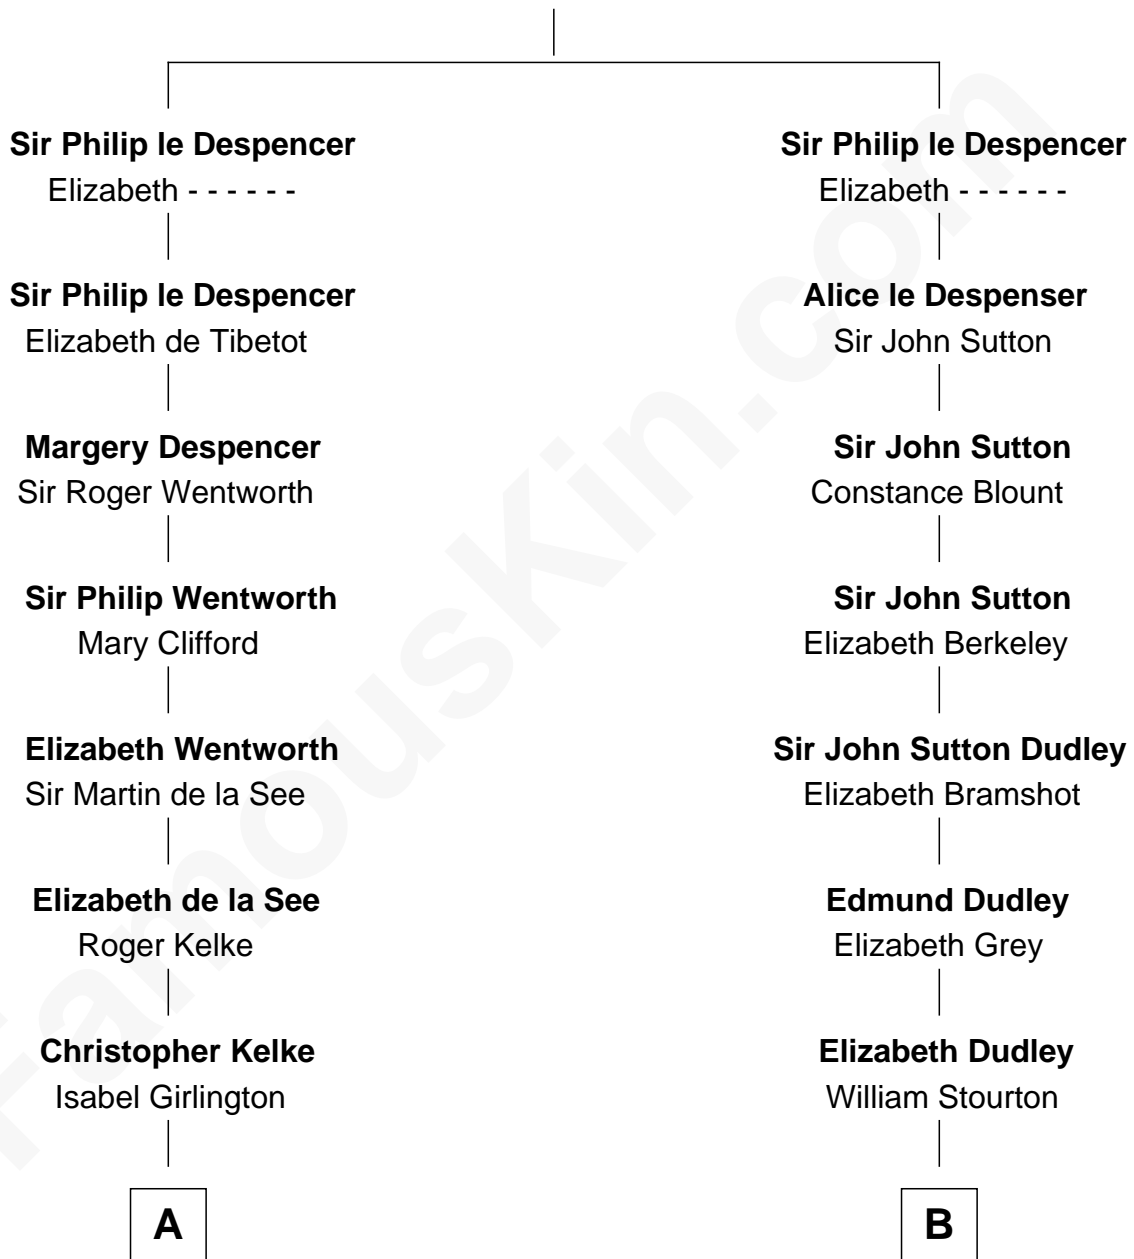 Sir Philip le Despencer
Elizabeth - - - - - -
Sir Philip le Despencer
Elizabeth de Tibetot
Margery Despencer
Sir Roger Wentworth
Sir Philip Wentworth
Mary Clifford
Elizabeth Wentworth
Sir Martin de la See
Elizabeth de la See
Roger Kelke
Christopher Kelke
Isabel Girlington
A
Sir Philip le Despencer
Elizabeth - - - - - -
Alice le Despenser
Sir John Sutton
Sir John Sutton
Constance Blount
Sir John Sutton
Elizabeth Berkeley
Sir John Sutton Dudley
Elizabeth Bramshot
Edmund Dudley
Elizabeth Grey
Elizabeth Dudley
William Stourton
B
FamousKin.com